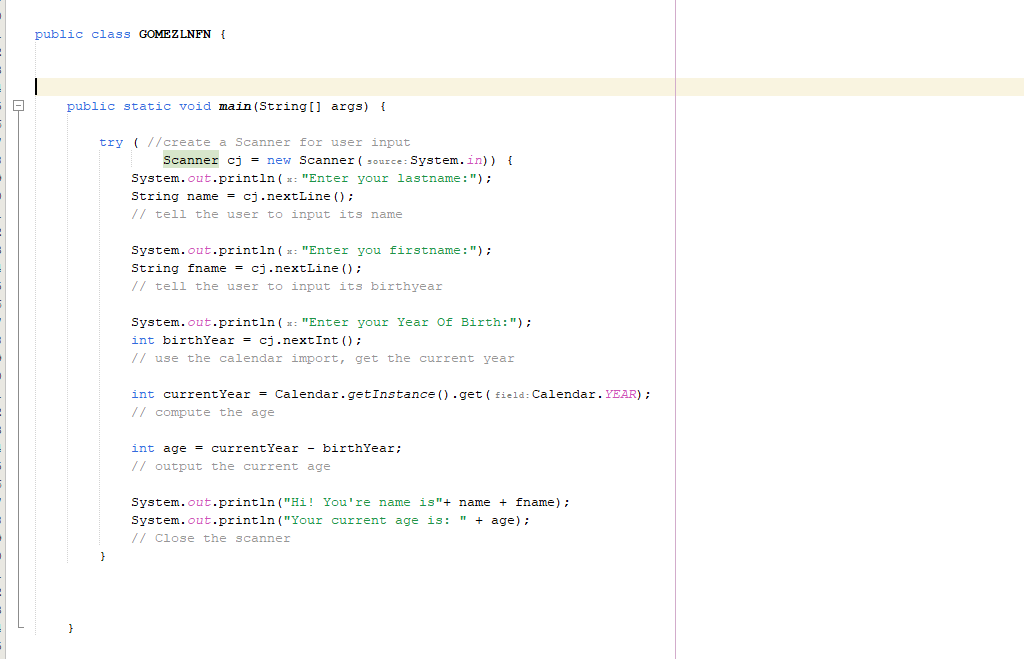 public class GOMEZLNFN {
public static void main(String[] args) {
try ( //create a Scanner for user input
Scanner cj = new Scanner( source: System.in)) {
System.out.println( x: "Enter your lastname:");
String name = cj.nextLine();
// tell the user to input its name
System.out.println( x: "Enter you firstname:");
String fname = cj.nextLine();
// tell the user to input its birthyear
System.out.println( x: "Enter your Year Of Birth:");
int birthYear = cj.nextInt();
// use the calendar import, get the current year
int currentYear = Calendar.getInstance().get( field: Calendar.YEAR);
// compute the age
int age = currentYear - birthYear;
// output the current age
System.out.println("Hi! You're name is"+ name + fname);
System.out.println("Your current age is: " + age);
// Close the scanner
}
}